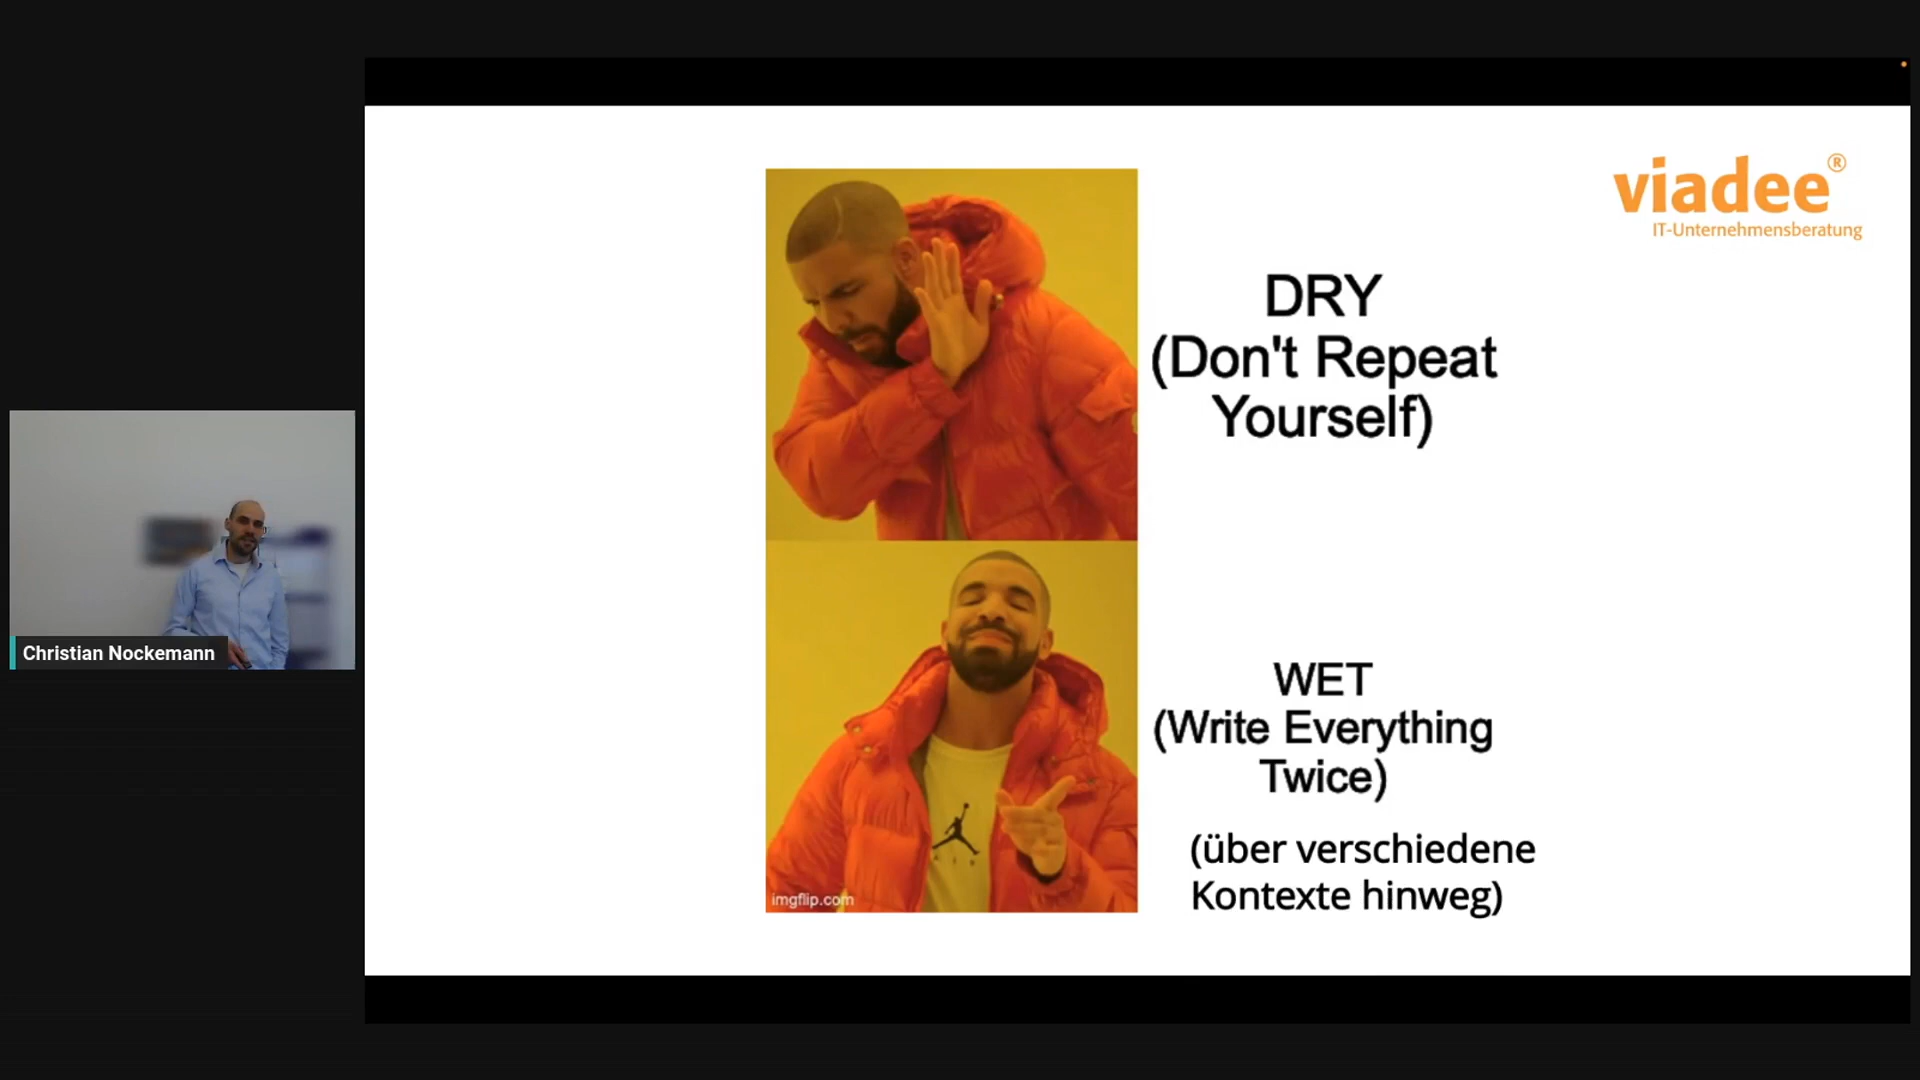 viadee®
IT-Unternehmensberatung
DRY
(Don't Repeat
Yourself)
WET
(Write Everything
Twice)
(über verschiedene
Kontexte hinweg)
imgflip.com
Christian Nockemann